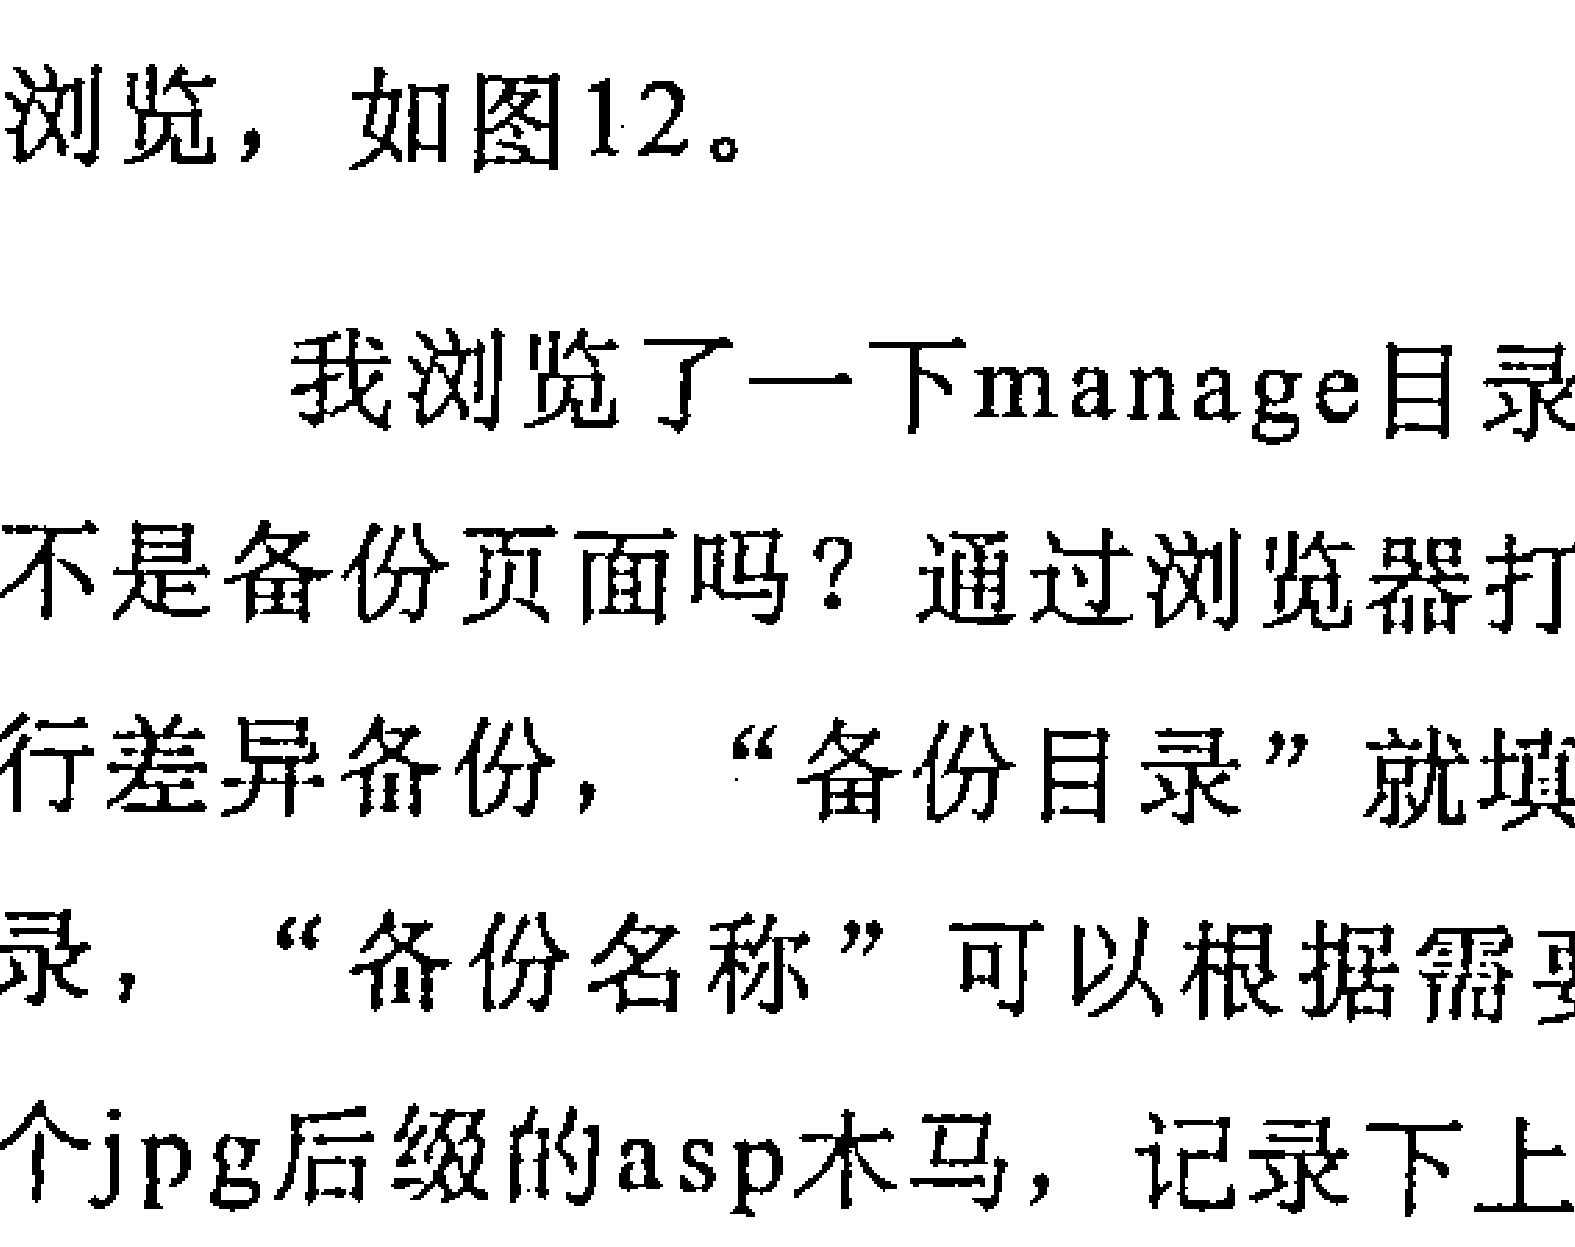 浏览，如图12。
我浏览了一下manage目录
不是备份页面吗？通过浏览器打
行差异备份，“备份目录”就填
录，“备份名称”可以根据需要
个jpg后缀的asp木马，记录下上